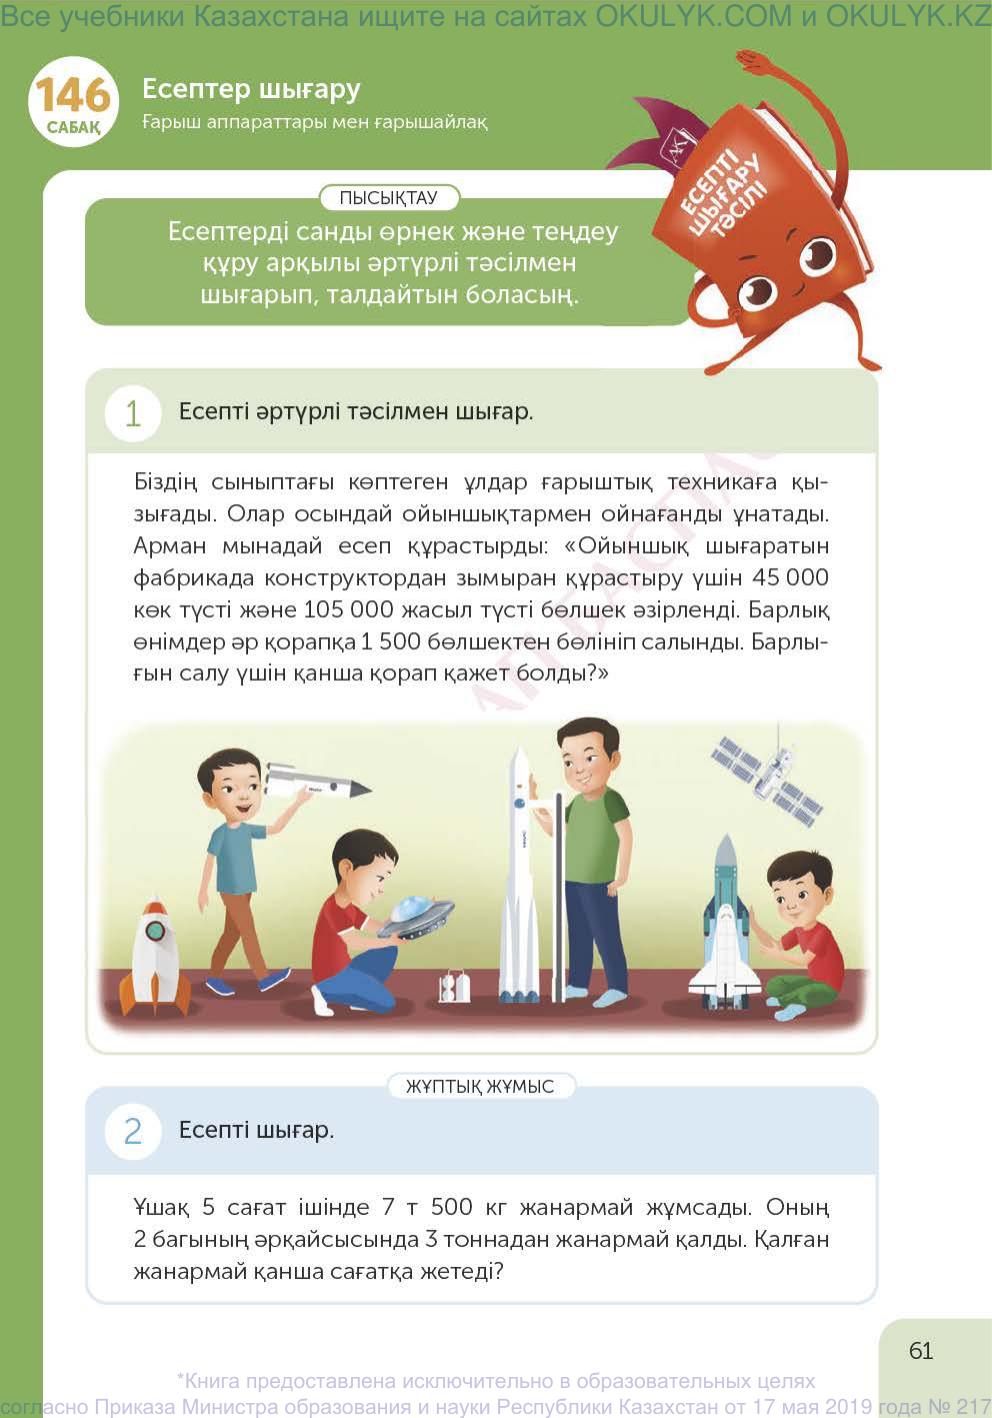 Все учебники Казахстана ищите на сайтах OKULYK.COM и OKULYK.KZ
146
САБАҚ
Есептер шығару
Ғарыш аппараттары мен ғарышайлақ
ЕСЕПТІ
ШЫҒАРУ
ТӘСІЛІ
ПЫСЫҚТАУ
Есептерді санды өрнек және теңдеу
құру арқылы әртүрлі тәсілмен
шығарып, талдайтын боласың.
1
Есепті әртүрлі тәсілмен шығар.
Біздің сыныптағы көптеген ұлдар ғарыштық техникаға қы-
зығады. Олар осындай ойыншықтармен ойнағанды ұнатады.
Арман мынадай есеп құрастырды: «Ойыншық шығаратын
фабрикада конструктордан зымыран құрастыру үшін 45 000
көк түсті және 105 000 жасыл түсті бөлшек әзірленді. Барлық
өнімдер әр қорапқа 1 500 бөлшектен бөлініп салынды. Барлы-
ғын салу үшін қанша қорап қажет болды?»
ЖҰПТЫҚ ЖҰМЫС
2
Есепті шығар.
Ұшақ 5 сағат ішінде 7 т 500 кг жанармай жұмсады. Оның
2 багының әрқайсысында 3 тоннадан жанармай қалды. Қалған
жанармай қанша сағатқа жетеді?
61
*Книга предоставлена исключительно в образовательных целях
согласно Приказа Министра образования и науки Республики Казахстан от 17 мая 2019 года № 217